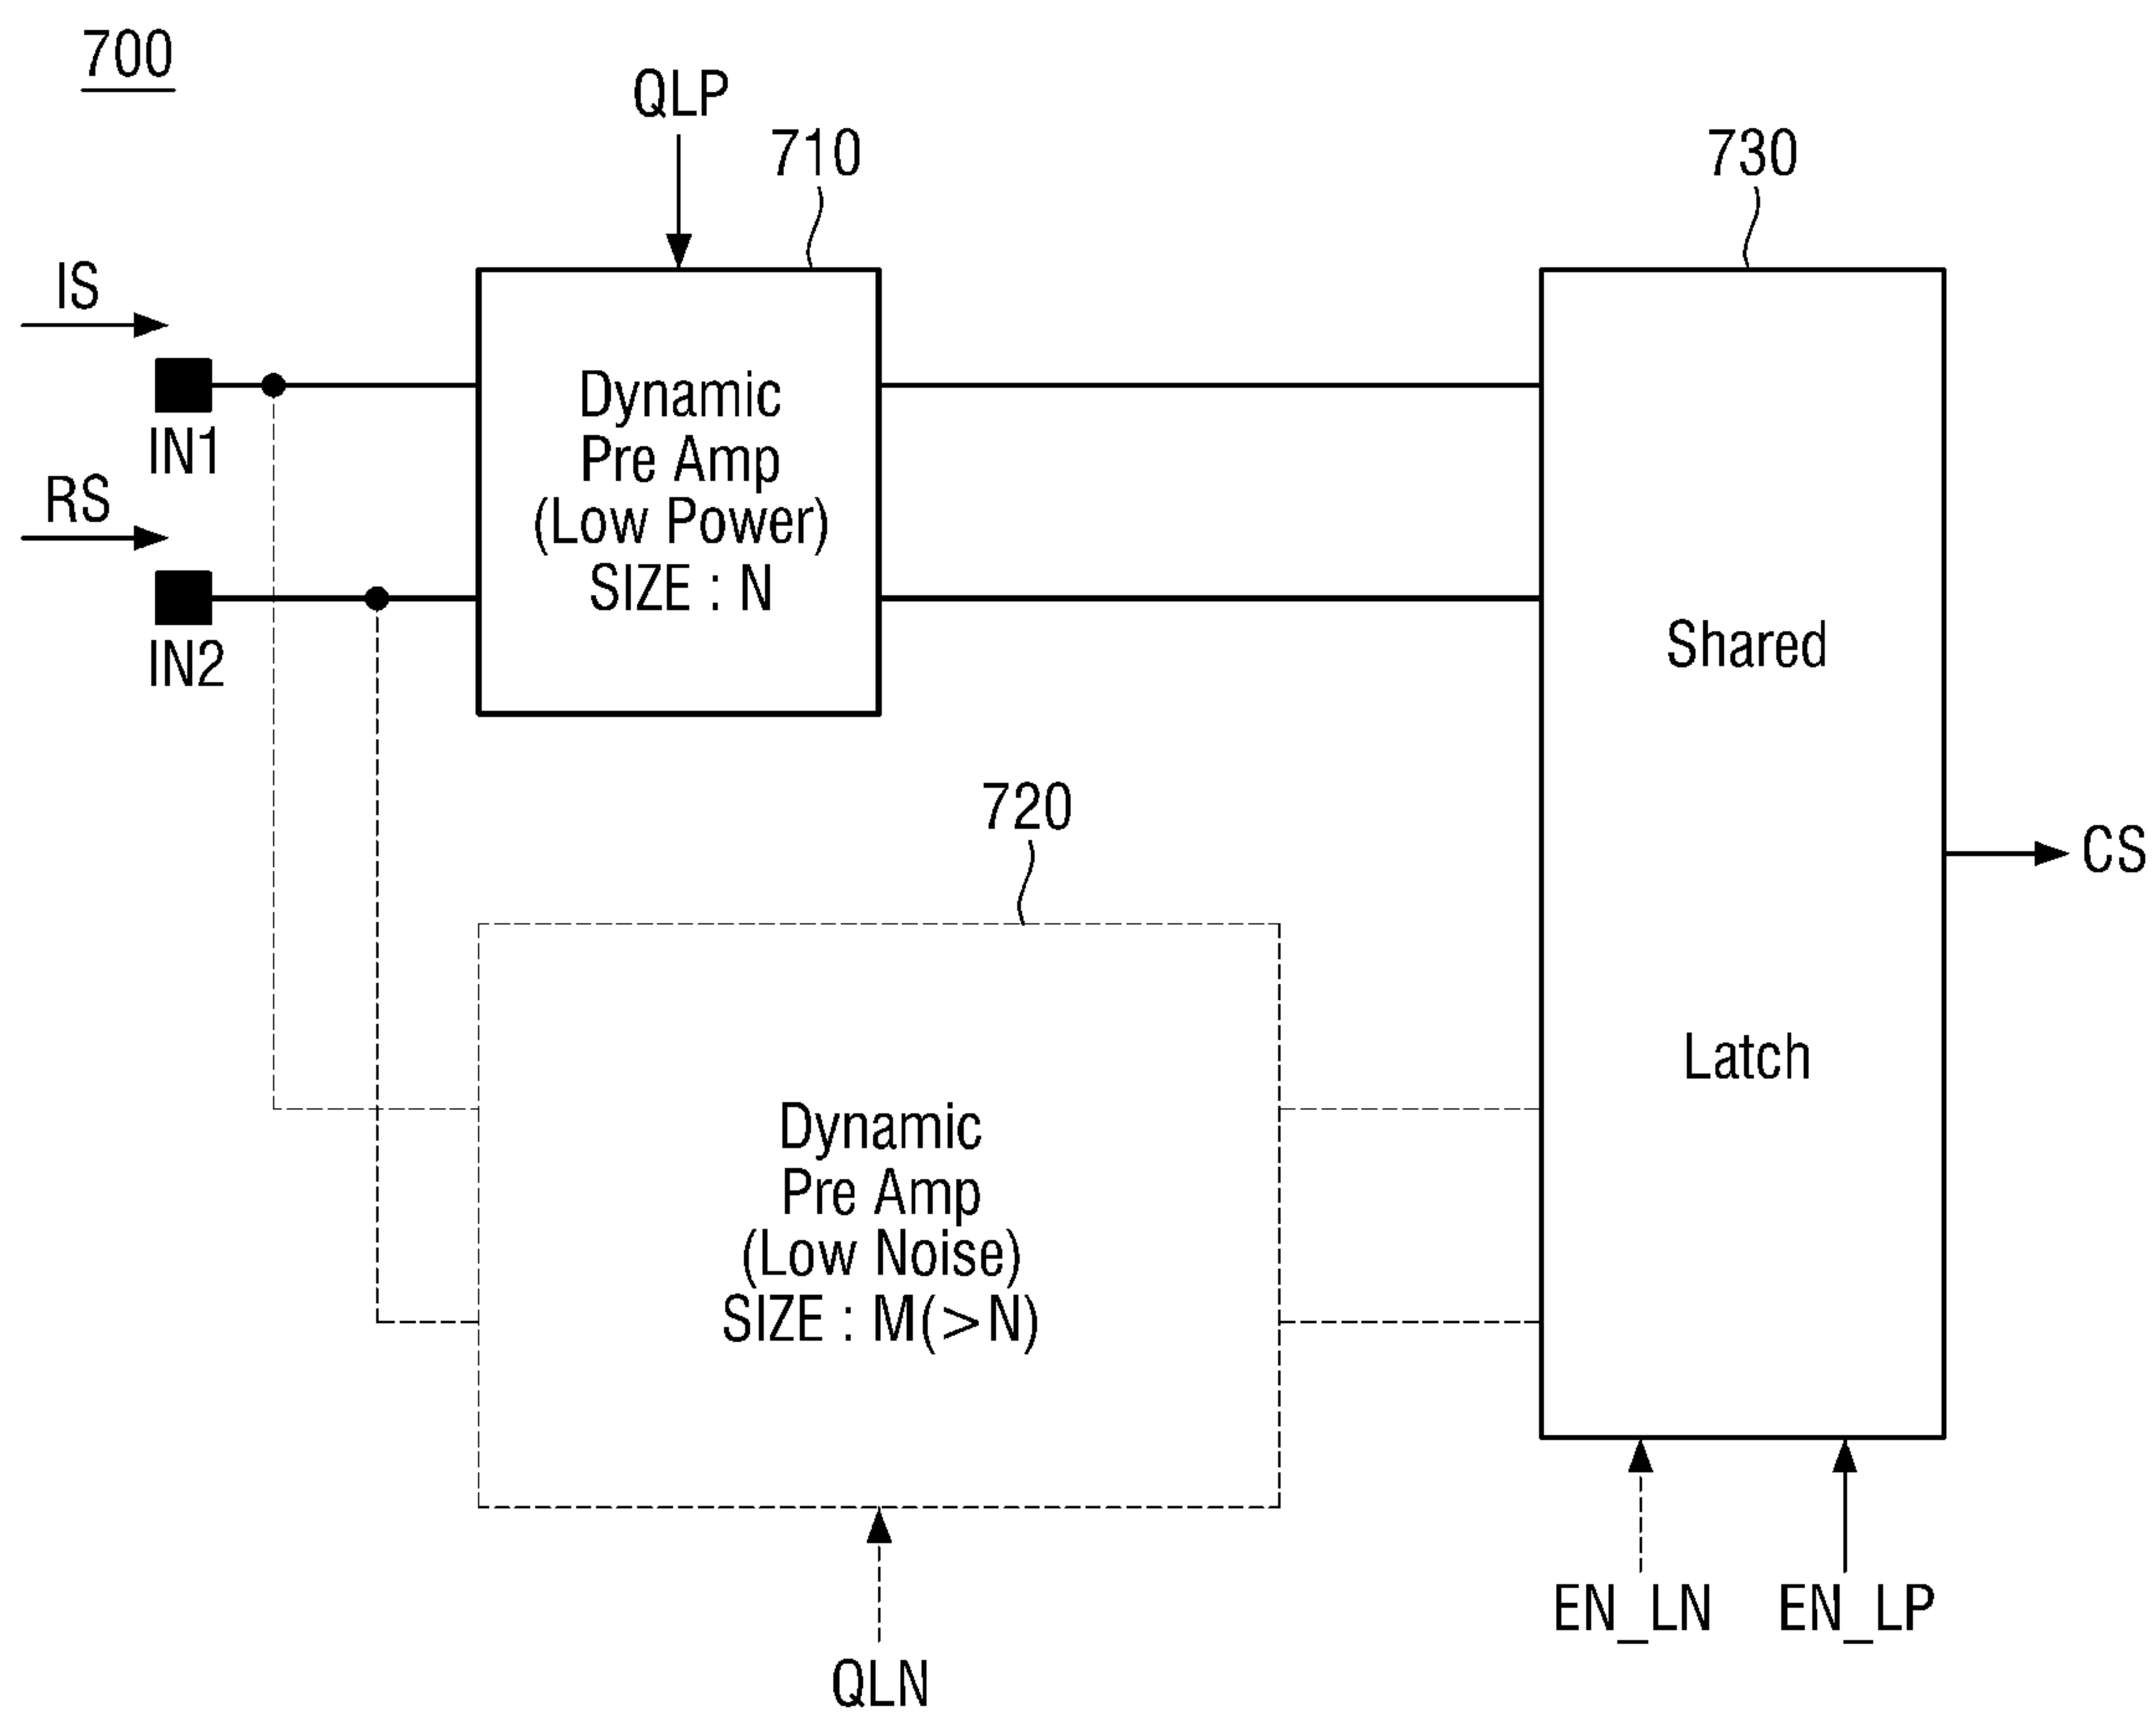 700
QLP
710
730
IS
IN1
RS
IN2
Dynamic
Pre Amp
(Low Power)
SIZE : N
Shared
Latch
720
CS
Dynamic
Pre Amp
(Low Noise)
SIZE : M(>N)
EN_LN
EN_LP
QLN